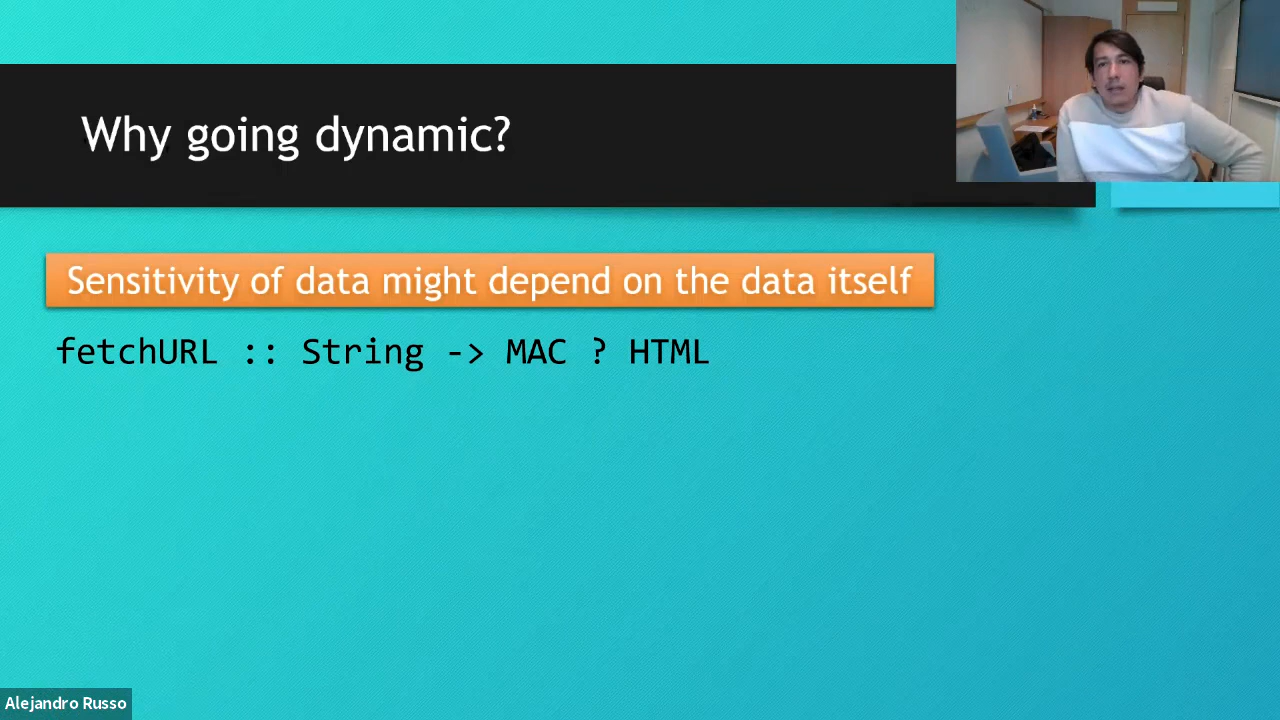 Why going dynamic?
Sensitivity of data might depend on the data itself
fetchURL :: String -> MAC ? HTML
Alejandro Russo